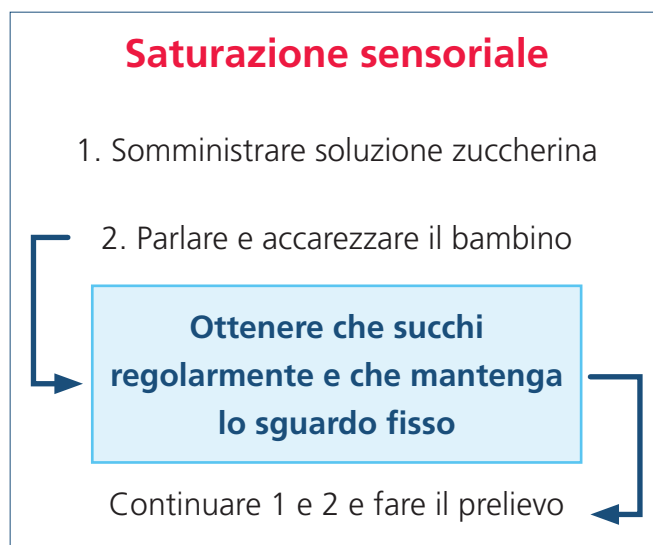 Saturazione sensoriale
1. Somministrare soluzione zuccherina
2. Parlare e accarezzare il bambino
Ottenere che succhi
regolarmente e che mantenga
lo sguardo fisso
Continuare 1 e 2 e fare il prelievo